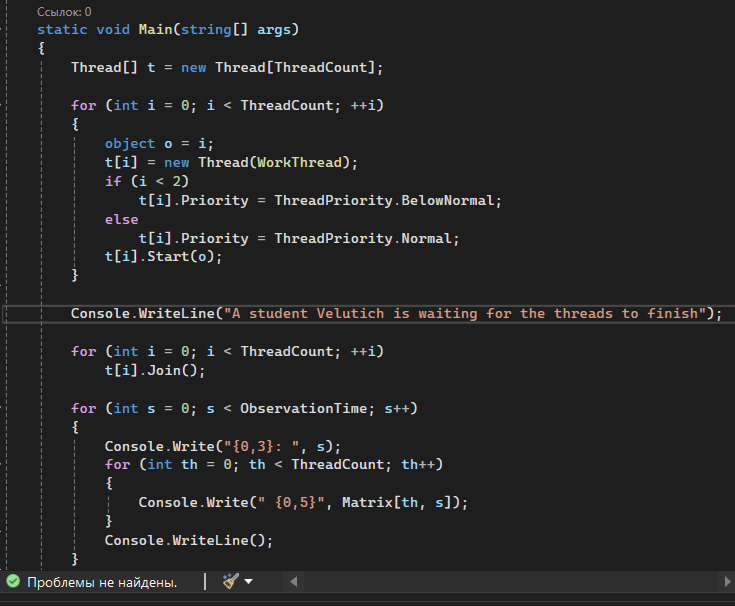 Ссылок: 0
static void Main(string[] args)
{
Thread[] t = new Thread[ThreadCount];
for (int i = 0; i < ThreadCount; ++i)
{
object o = i;
t[i] = new Thread(WorkThread);
if (i < 2)
t[i].Priority = ThreadPriority.BelowNormal;
else
t[i].Priority = ThreadPriority.Normal;
t[i].Start(o);
}
Console.WriteLine("A student Velutich is waiting for the threads to finish");
for (int i = 0; i < ThreadCount; ++i)
t[i].Join();
for (int s = 0; s < ObservationTime; s++)
{
Console.Write("{0,3}: ", s);
for (int th = 0; th < ThreadCount; th++)
{
Console.Write(" {0,5}", Matrix[th, s]);
}
Console.WriteLine();
}
Проблемы не найдены.